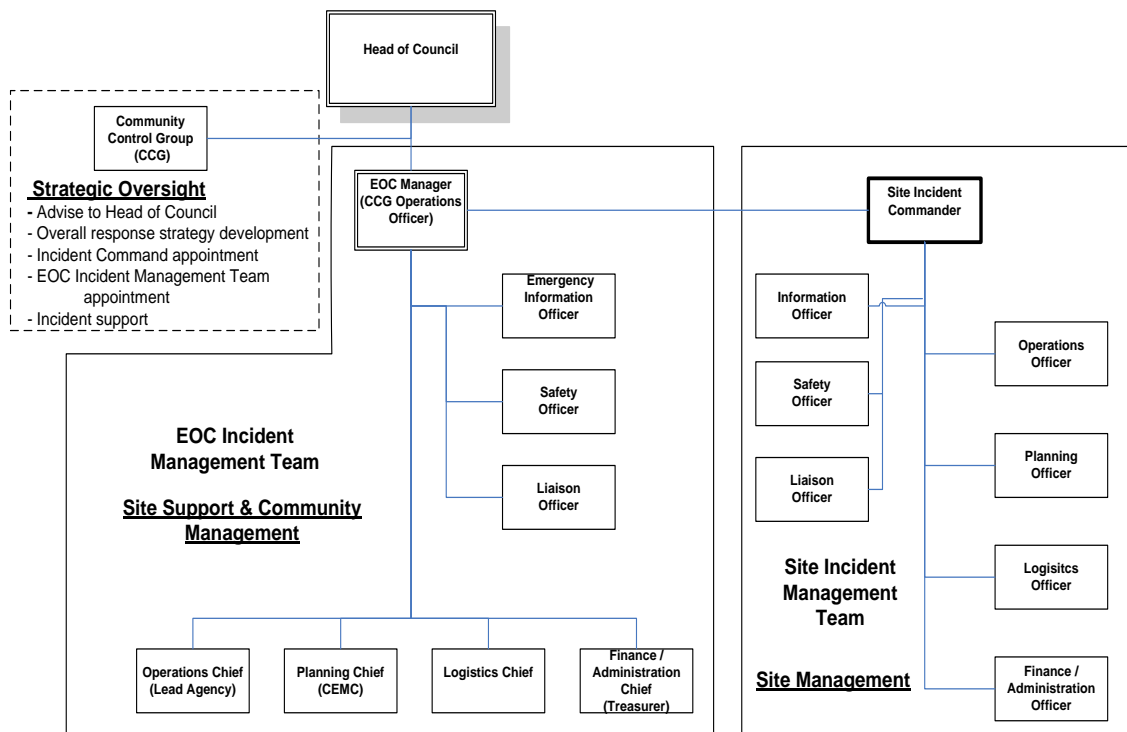 Head of Council
Community
Control Group
(CCG)
Strategic Oversight
- Advise to Head of Council
- Overall response strategy development
- Incident Command appointment
- EOC Incident Management Team
appointment
- Incident support
EOC Manager
(CCG Operations
Officer)
Emergency
Information
Officer
Safety
Officer
Liaison
Officer
EOC Incident
Management Team
Site Support & Community
Management
Operations Chief
(Lead Agency)
Planning Chief
(CEMC)
Logistics Chief
Finance /
Administration
Chief
(Treasurer)
Site Incident
Commander
Information
Officer
Safety
Officer
Liaison
Officer
Operations
Officer
Planning
Officer
Logisitcs
Officer
Finance /
Administration
Officer
Site Incident
Management
Team
Site Management